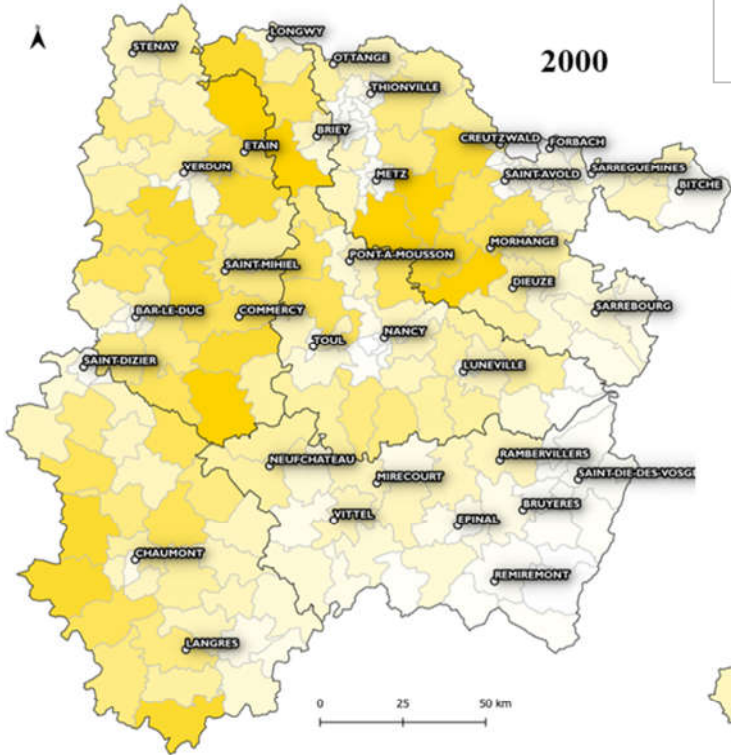 LONGWY
STENAY
OTTANGE
2000
THIONVILLE
BRIEY
CREUTZWALD
FORBACH
ETAIN
VERDUN
METZ
SAINT-AVOLD
SARREGUEMINES
BITCHE
MORHANGE
PONT-A-MOUSSON
SAINT-MIHIEL
DIEUZE
BAR-LE-DUC
COMMERCY
SARREBOURG
TOUL
NANCY
SAINT-DIZIER
LUNEVILLE
NEUFCHATEAU
RAMBERVILLERS
MIRECOURT
SAINT-DIE-DES-VOSG
BRUYERES
VITTEL
EPINAL
CHAUMONT
REMIREMONT
LANGRES
0 25 50 km